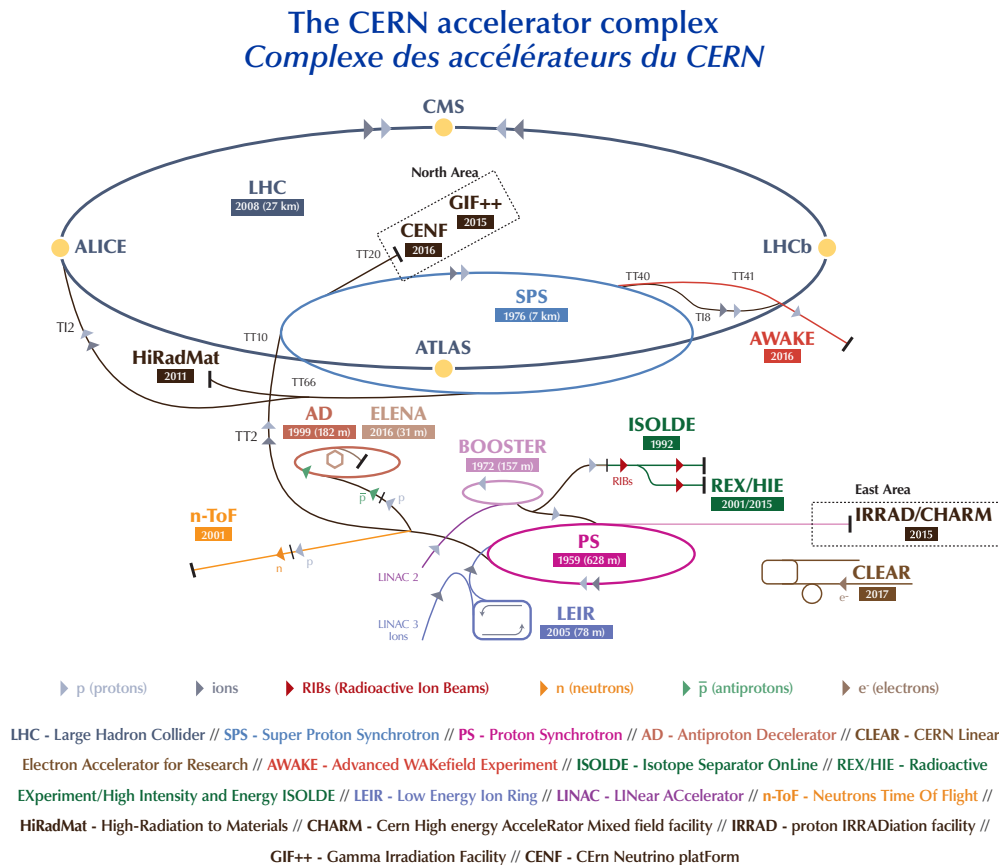 The CERN accelerator complex
Complexe des accélérateurs du CERN
CMS
North Area
LHC
2008 (27 km)
GIF++
2015
CENF
2016
ALICE
TT20
LHCb
TT40
TT41
SPS
1976 (7 km)
TI8
TI2
TT10
AWAKE
2016
ATLAS
HiRadMat
2011
TT66
AD
1999 (182 m)
ELENA
2016 (31 m)
TT2
ISOLDE
1992
BOOSTER
1972 (157 m)
RIBs
REX/HIE
2001/2015
p̅
p
East Area
n-ToF
2001
IRRAD/CHARM
2015
PS
1959 (628 m)
n
p
LINAC 2
CLEAR
2017
e-
LEIR
2005 (78 m)
LINAC 3
Ions
p (protons)
ions
RIBs (Radioactive Ion Beams)
n (neutrons)
p̅ (antiprotons)
e- (electrons)
LHC - Large Hadron Collider // SPS - Super Proton Synchrotron // PS - Proton Synchrotron // AD - Antiproton Decelerator // CLEAR - CERN Linear
Electron Accelerator for Research // AWAKE - Advanced WAKefield Experiment // ISOLDE - Isotope Separator OnLine // REX/HIE - Radioactive
EXperiment/High Intensity and Energy ISOLDE // LEIR - Low Energy Ion Ring // LINAC - LINear ACcelerator // n-ToF - Neutrons Time Of Flight //
HiRadMat - High-Radiation to Materials // CHARM - Cern High energy AcceleRator Mixed field facility // IRRAD - proton IRRADiation facility //
GIF++ - Gamma Irradiation Facility // CENF - CErn Neutrino platForm